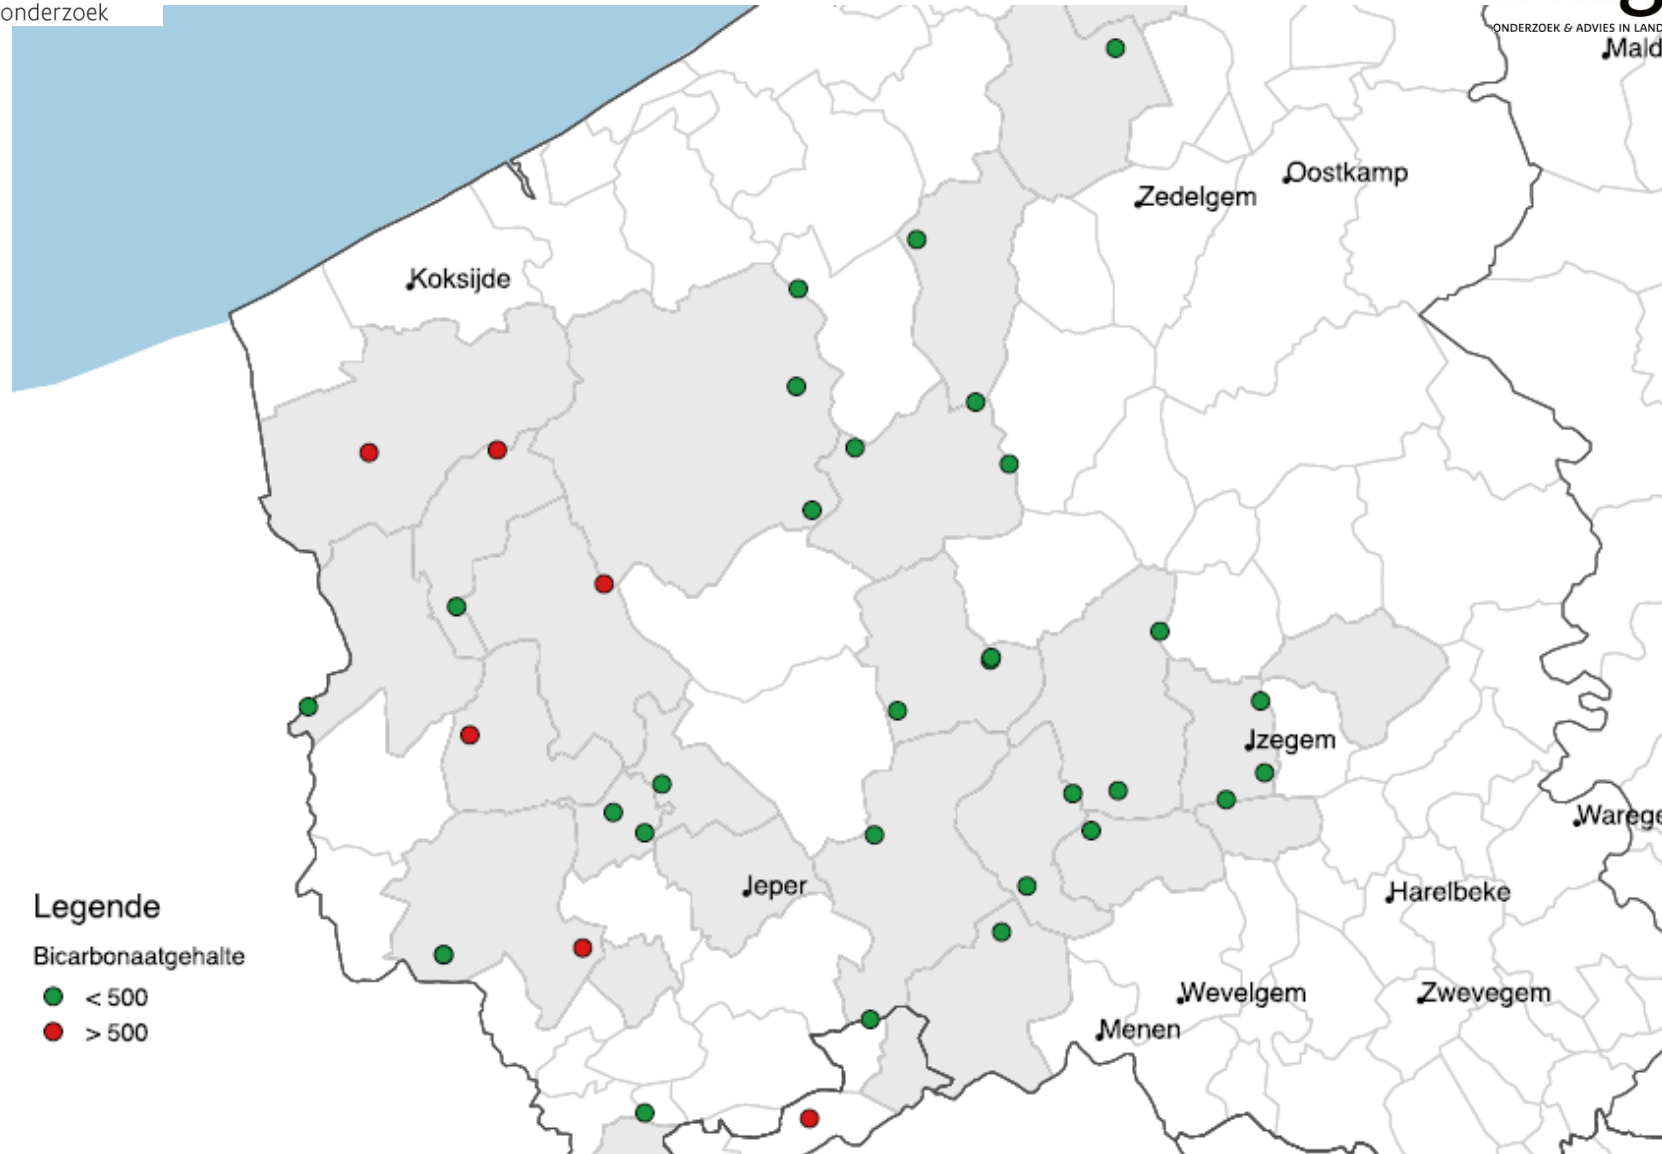 onderzoek
ONDERZOEK & ADVIES IN LAND
Mald
Oostkamp
Zedelgem
Koksijde
Izegem
Warege
Ieper
Harelbeke
Legende
Bicarbonaatgehalte
< 500
> 500
Wevelgem
Zwevegem
Menen